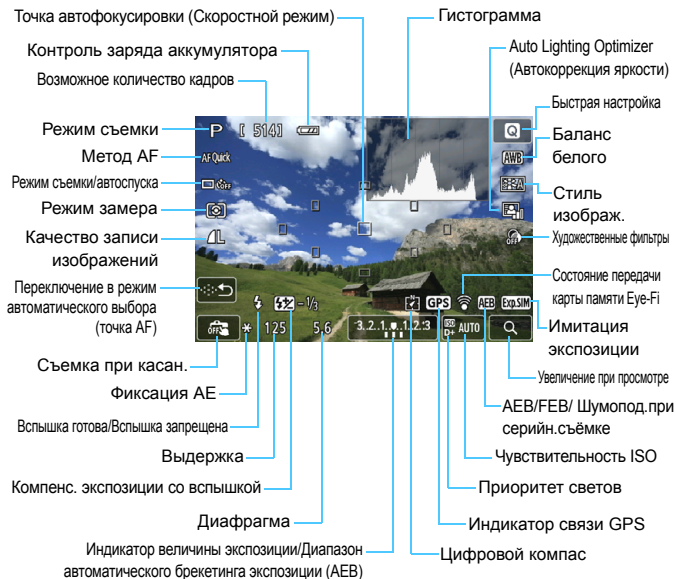 Точка автофокусировки (Скоростной режим)
Гистограмма
Контроль заряда аккумулятора
Auto Lighting Optimizer
(Автокоррекция яркости)
Возможное количество кадров
Быстрая настройка
Режим съемки
Баланс
белого
Метод AF
Режим съемки/автоспуска
Стиль
изображ.
Режим замера
Качество записи
изображений
Художественные фильтры
Переключение в режим
автоматического выбора
(точка AF)
Состояние передачи
карты памяти Eye-Fi
Имитация
экспозиции
Съемка при касан.
Увеличение при просмотре
Фиксация AE
AEB/FEB/ Шумопод.при
серийн.съёмке
Вспышка готова/Вспышка запрещена
Выдержка
Чувствительность ISO
Компенс. экспозиции со вспышкой
Приоритет светов
Диафрагма
Индикатор связи GPS
Индикатор величины экспозиции/Диапазон
автоматического брекетинга экспозиции (AEB)
Цифровой компас
P [ 514] Q
AF Quick AWB
OFF
L OFF
-1/3 GPS AEB Exp.SIM
OFF 125 5.6 3..2..1..0..1..2..3 ISO D+ AUTO